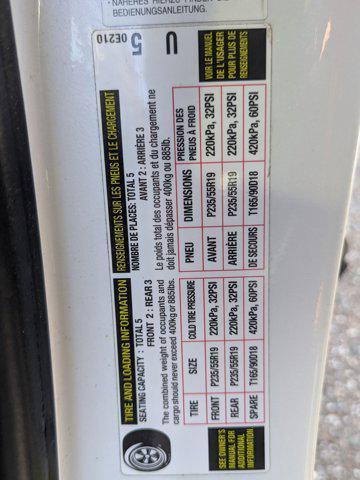 NÄHERES HIERZU FINDEN SIE
BEDIENUNGSANLEITUNG.
TIRE AND LOADING INFORMATION
SEATING CAPACITY : TOTAL 5
FRONT 2 : REAR 3
The combined weight of occupants and
cargo should never exceed 400kg or 885lbs.
TIRE SIZE COLD TIRE PRESSURE
FRONT P235/55R19 220kPa, 32PSI
REAR P235/55R19 220kPa, 32PSI
SPARE T165/90D18 420kPa, 60PSI
SEE OWNER'S
MANUAL FOR
ADDITIONAL
INFORMATION
RENSEIGNEMENTS SUR LES PNEUS ET LE CHARGEMENT
NOMBRE DE PLACES: TOTAL 5
AVANT 2 : ARRIÈRE 3
Le poids total des occupants et du chargement ne
doit jamais dépasser 400kg ou 885lb.
PNEU DIMENSIONS PRESSION DES
PNEUS À FROID
AVANT P235/55R19 220kPa, 32PSI
ARRIÈRE P235/55R19 220kPa, 32PSI
DE SECOURS T165/90D18 420kPa, 60PSI
VOIR LE MANUEL
DE L'USAGER
POUR PLUS DE
RENSEIGNEMENTS
5 U
0E210